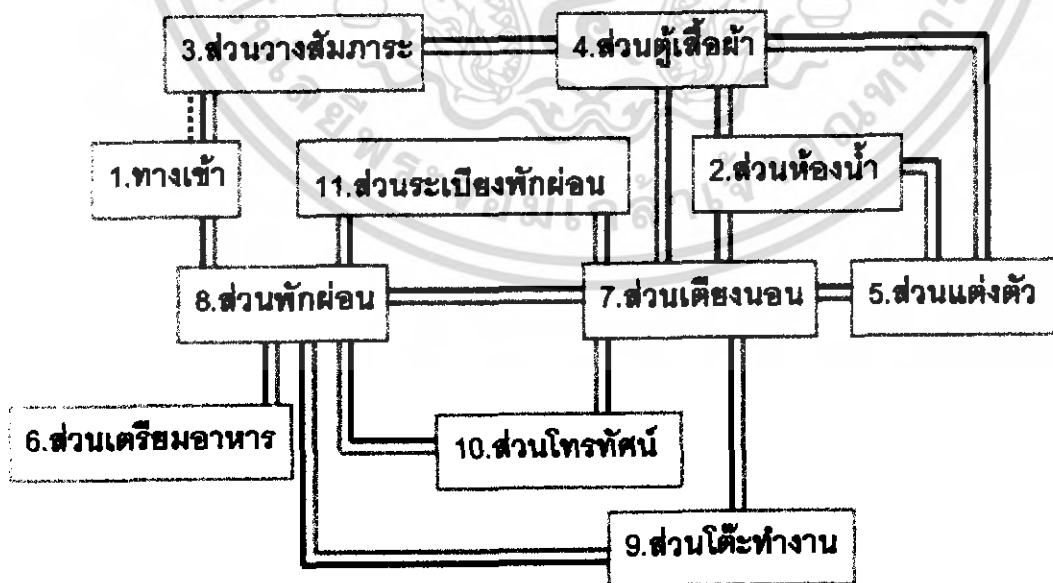 3.ส่วนวางสัมภาระ
4.ส่วนตู้เสื้อผ้า
1.ทางเข้า
11.ส่วนระเบียงพักผ่อน
2.ส่วนห้องน้ำ
8.ส่วนพักผ่อน
7.ส่วนเตียงนอน
5.ส่วนแต่งตัว
6.ส่วนเตรียมอาหาร
10.ส่วนโทรทัศน์
9.ส่วนโต๊ะทำงาน